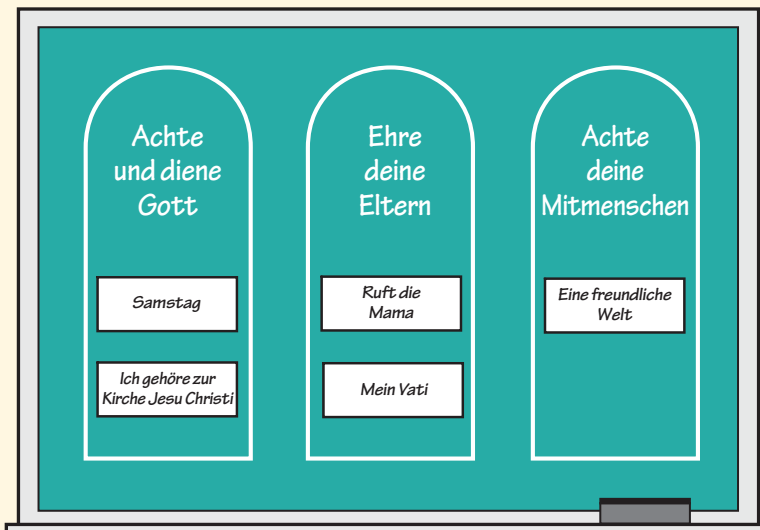 Achte
und diene
Gott
Samstag
Ich gehöre zur
Kirche Jesu Christi
Ehre
deine
Eltern
Ruft die
Mama
Mein Vati
Achte
deine
Mitmenschen
Eine freundliche
Welt